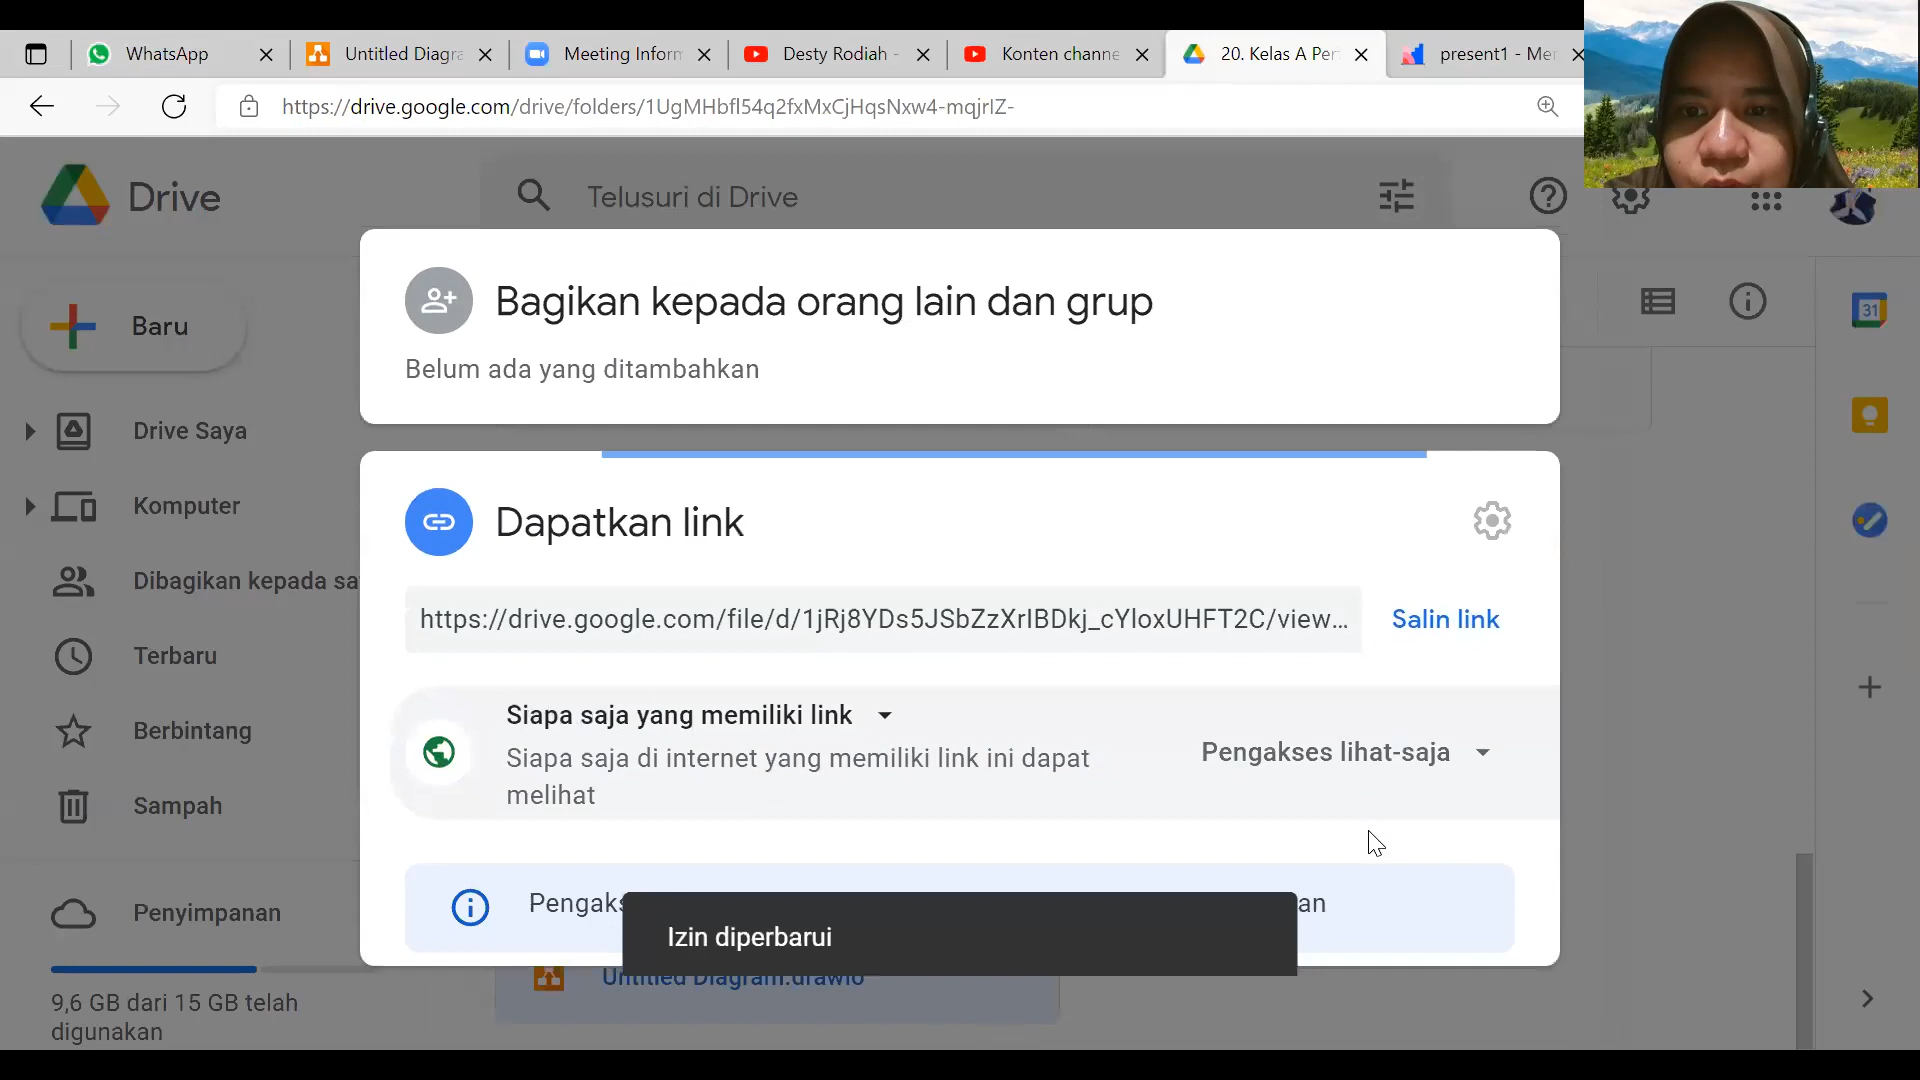 WhatsApp
Untitled Diagra
Meeting Inform
Desty Rodiah -
Konten channe
20. Kelas A Per
present1 - Mer
https://drive.google.com/drive/folders/1UgMHbfl54q2fxMxCjHqsNxw4-mqjrIZ-
Drive
Telusuri di Drive
Baru
Drive Saya
Komputer
Dibagikan kepada sa
Terbaru
Berbintang
Sampah
Penyimpanan
9,6 GB dari 15 GB telah
digunakan
Bagikan kepada orang lain dan grup
Belum ada yang ditambahkan
Dapatkan link
https://drive.google.com/file/d/1jRj8YDs5JSbZzXrIBDkj_cYloxUHFT2C/view...
Salin link
Siapa saja yang memiliki link
Siapa saja di internet yang memiliki link ini dapat
melihat
Pengakses lihat-saja
Pengaks
an
Izin diperbarui
Untitled Diagram.drawio
31